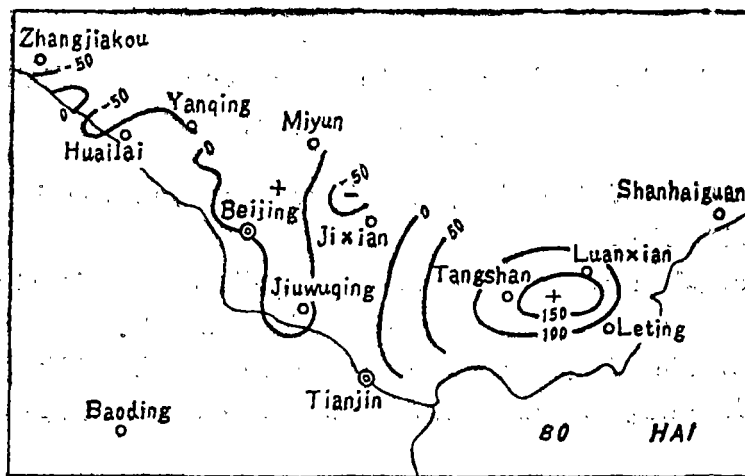 Zhangjiakou
-50
-50
0
Yanqing
Huailai
0
Miyun
+
-50
-
Shanhaiguan
Beijing
Jixian
0
50
Luanxian
Tangshan
+
Jiuwuqing
150
100
Leting
Tianjin
Baoding
BO HAI